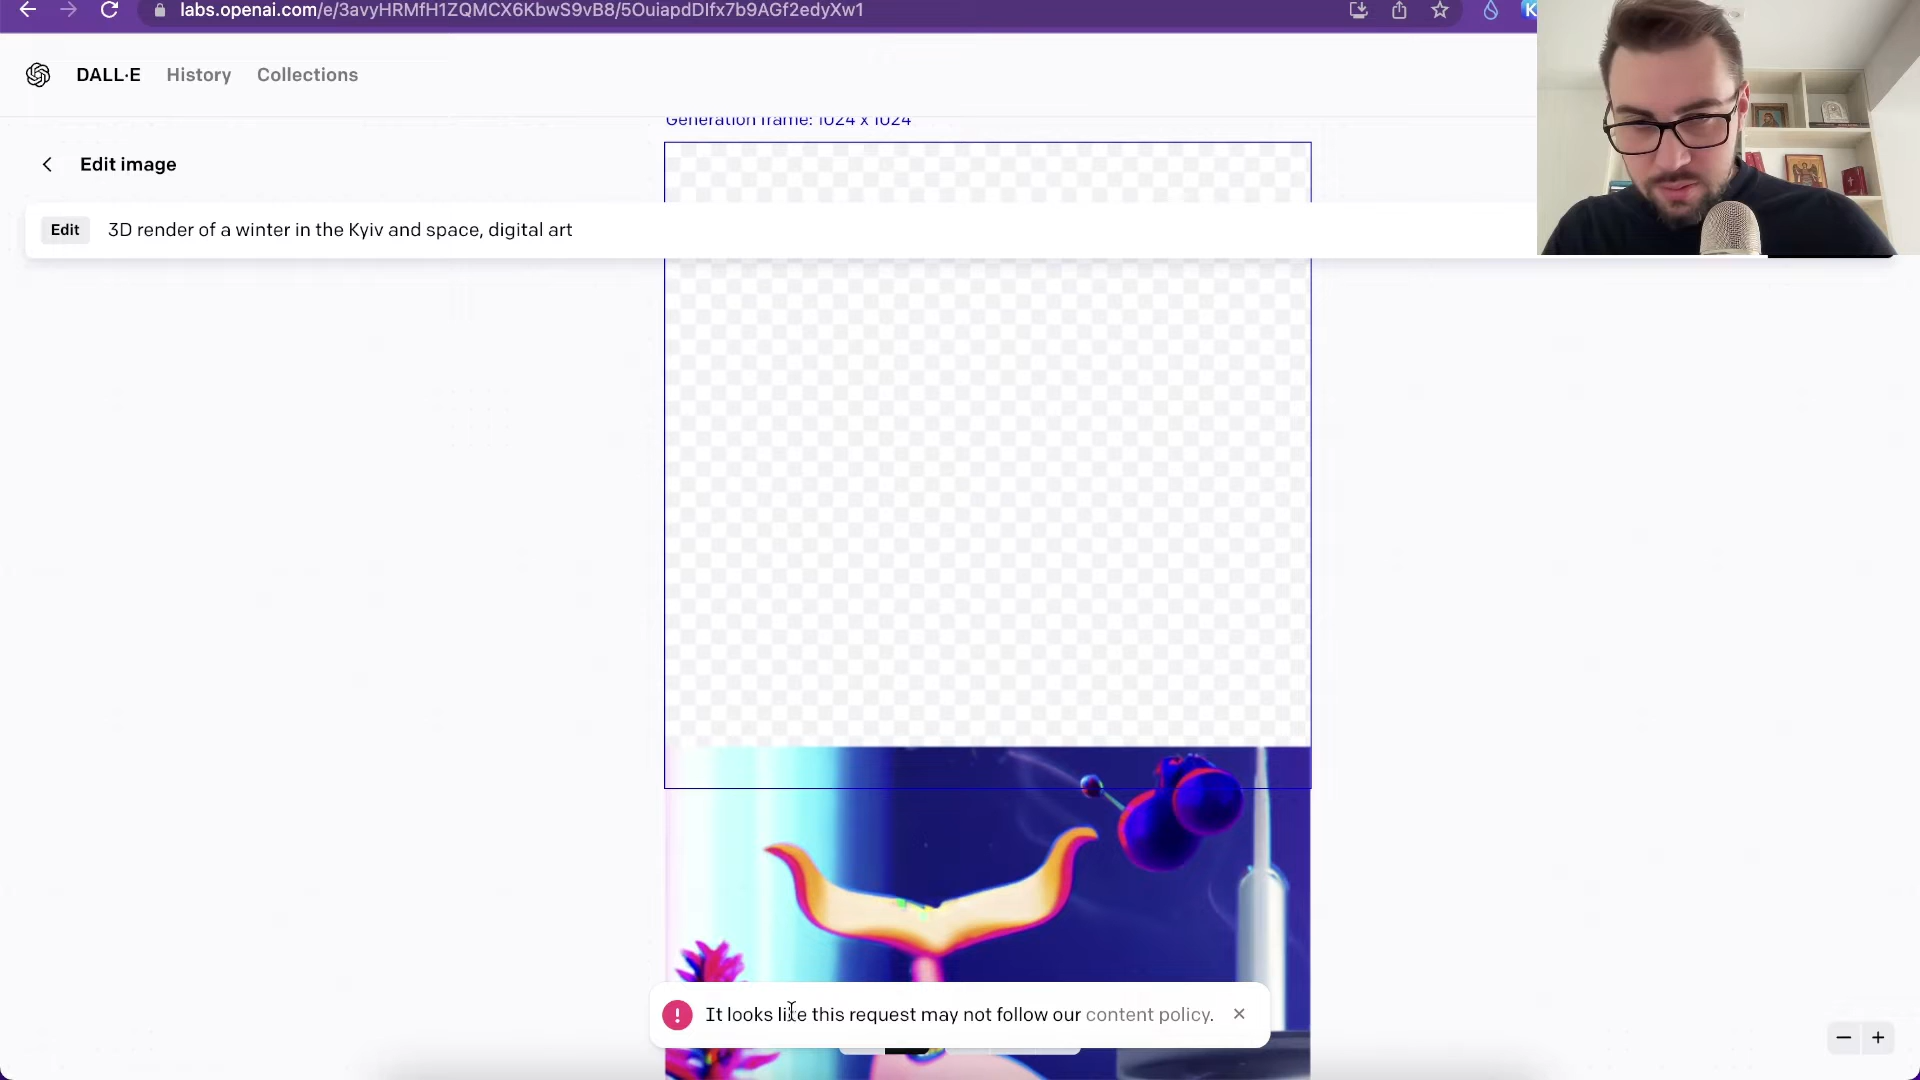 labs.openai.com/e/3avyHRMfH1ZQMCX6KbwS9vB8/5OuiapdDIfx7b9AGf2edyXw1
K
DALL·E History Collections
Generation frame: 1024 x 1024
Edit image
Edit 3D render of a winter in the Kyiv and space, digital art
It looks like this request may not follow our content policy.